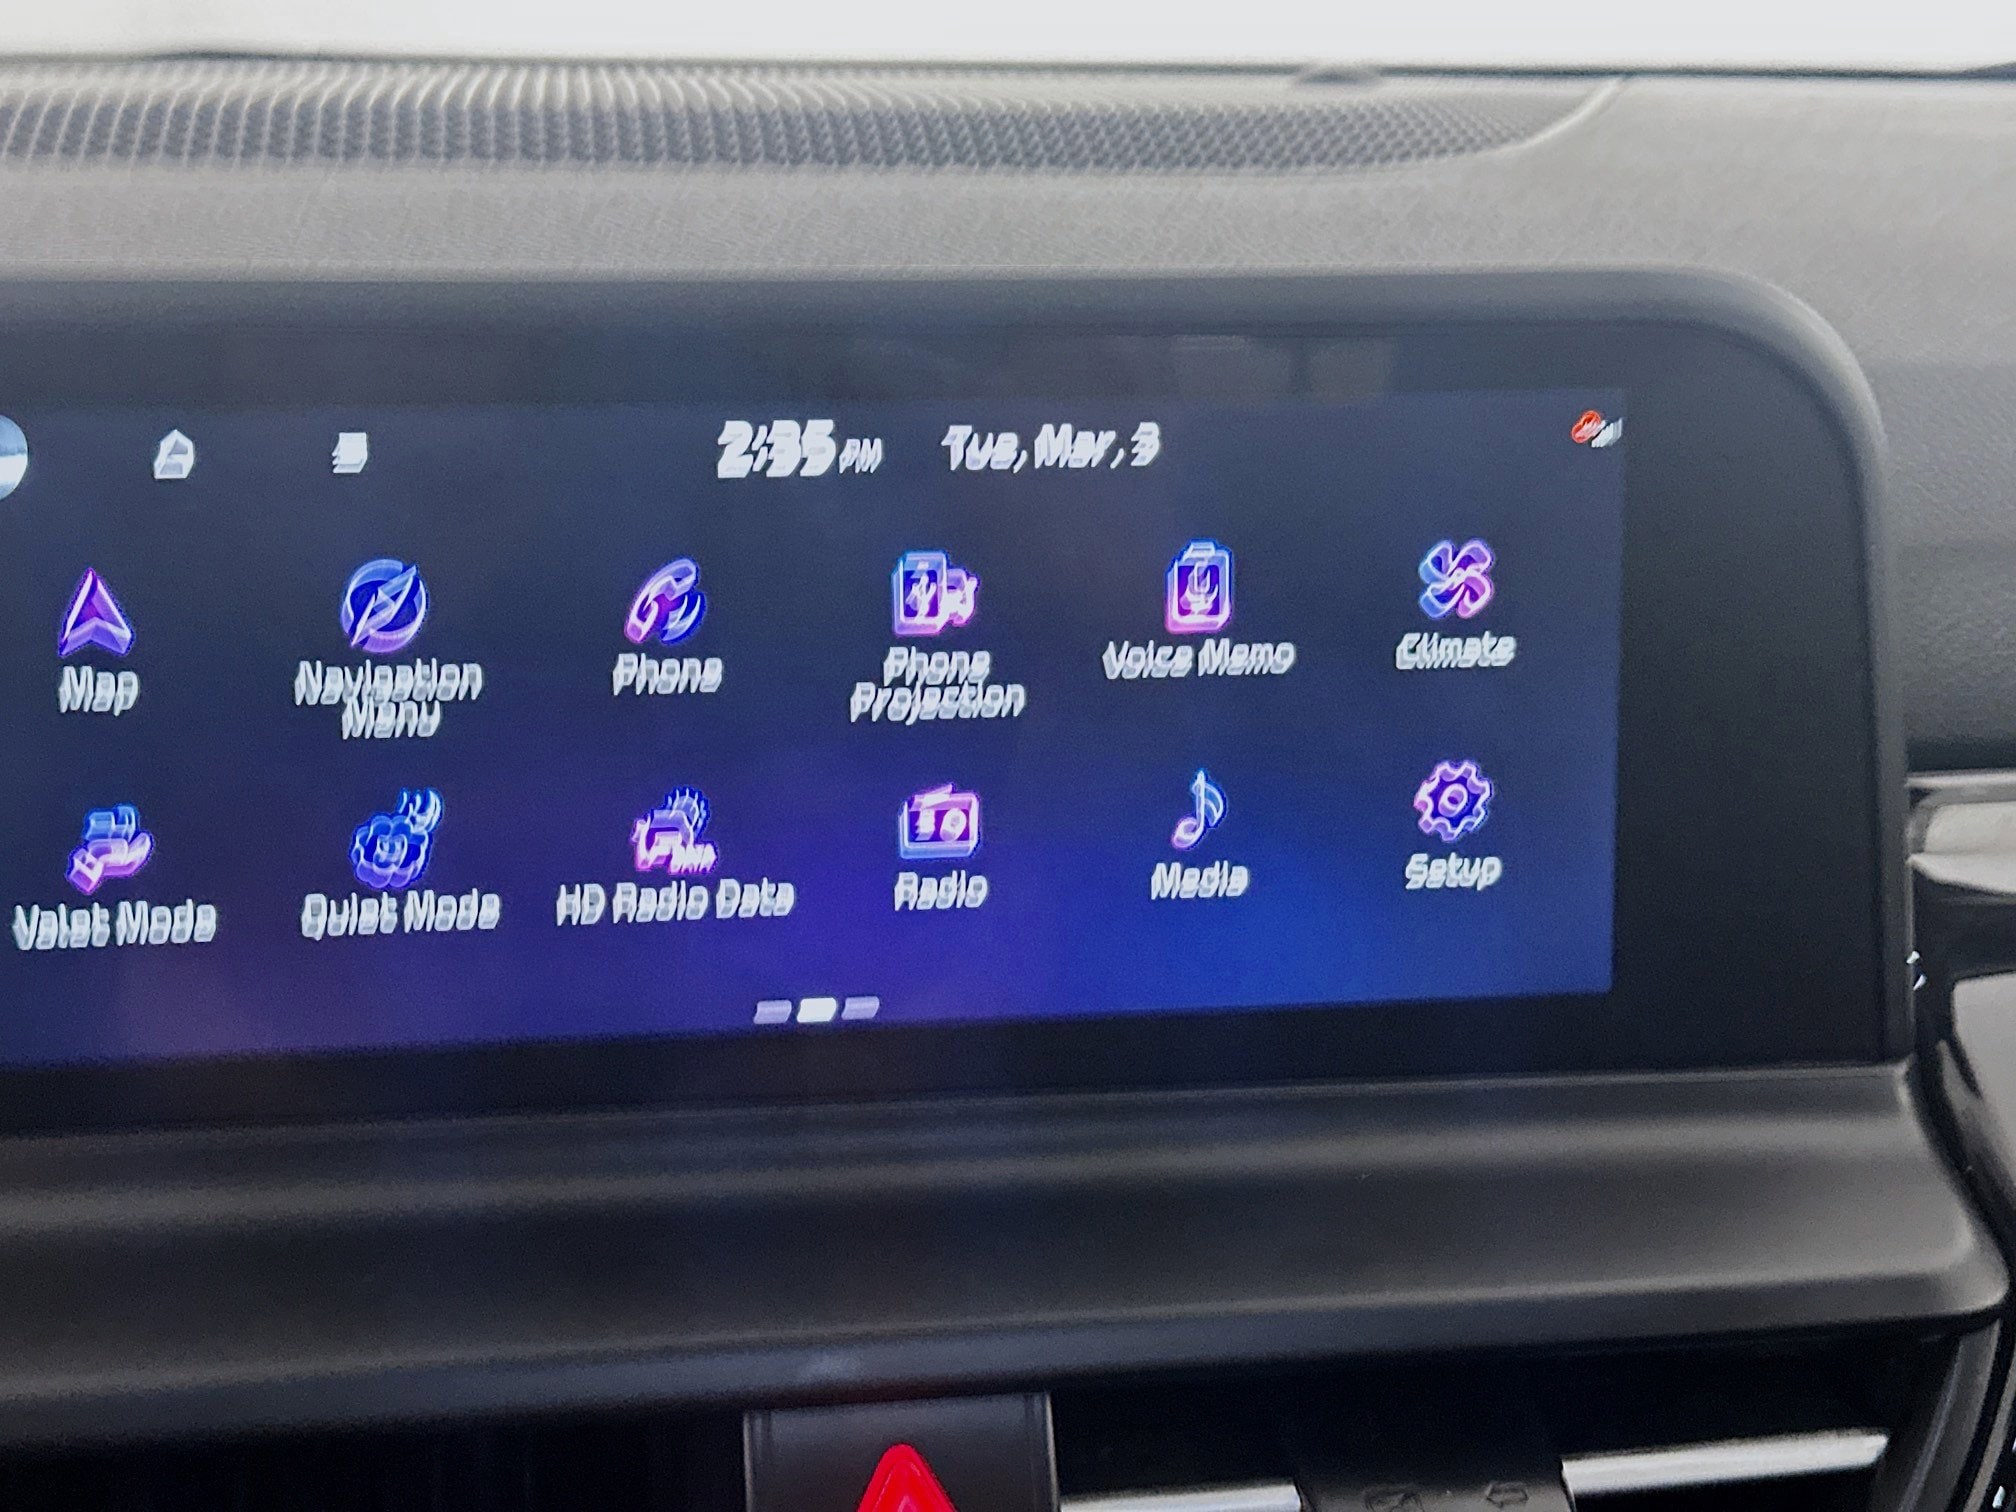 2:35 PM Tue, Mar, 3
Map
Navigation
Menu
Phone
Phone
Projection
Voice Memo
Climate
Valet Mode
Quiet Mode
HD Radio Data
Radio
Media
Setup